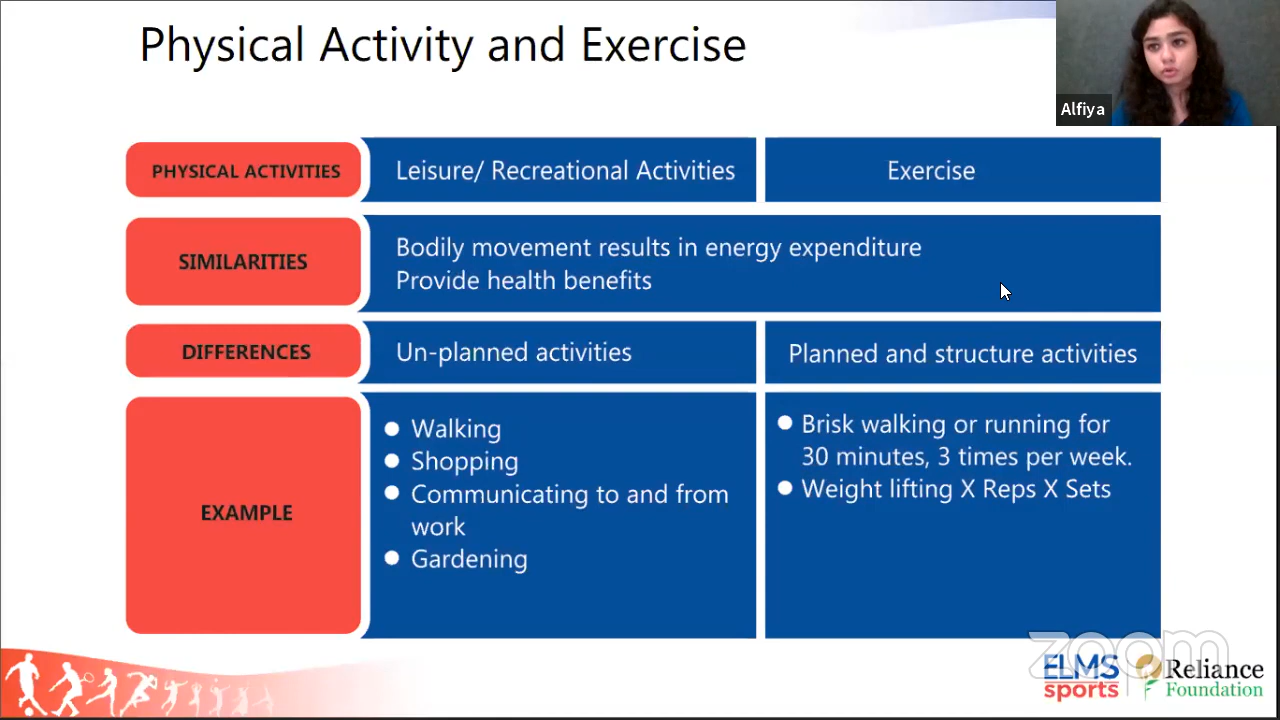 Physical Activity and Exercise
Alfiya
PHYSICAL ACTIVITIES
Leisure/ Recreational Activities
Exercise
SIMILARITIES
Bodily movement results in energy expenditure
Provide health benefits
DIFFERENCES
Un-planned activities
Planned and structure activities
EXAMPLE
Walking
Shopping
Communicating to and from
work
Gardening
Brisk walking or running for
30 minutes, 3 times per week.
Weight lifting X Reps X Sets
zoom
ELMS
sports
Reliance
Foundation